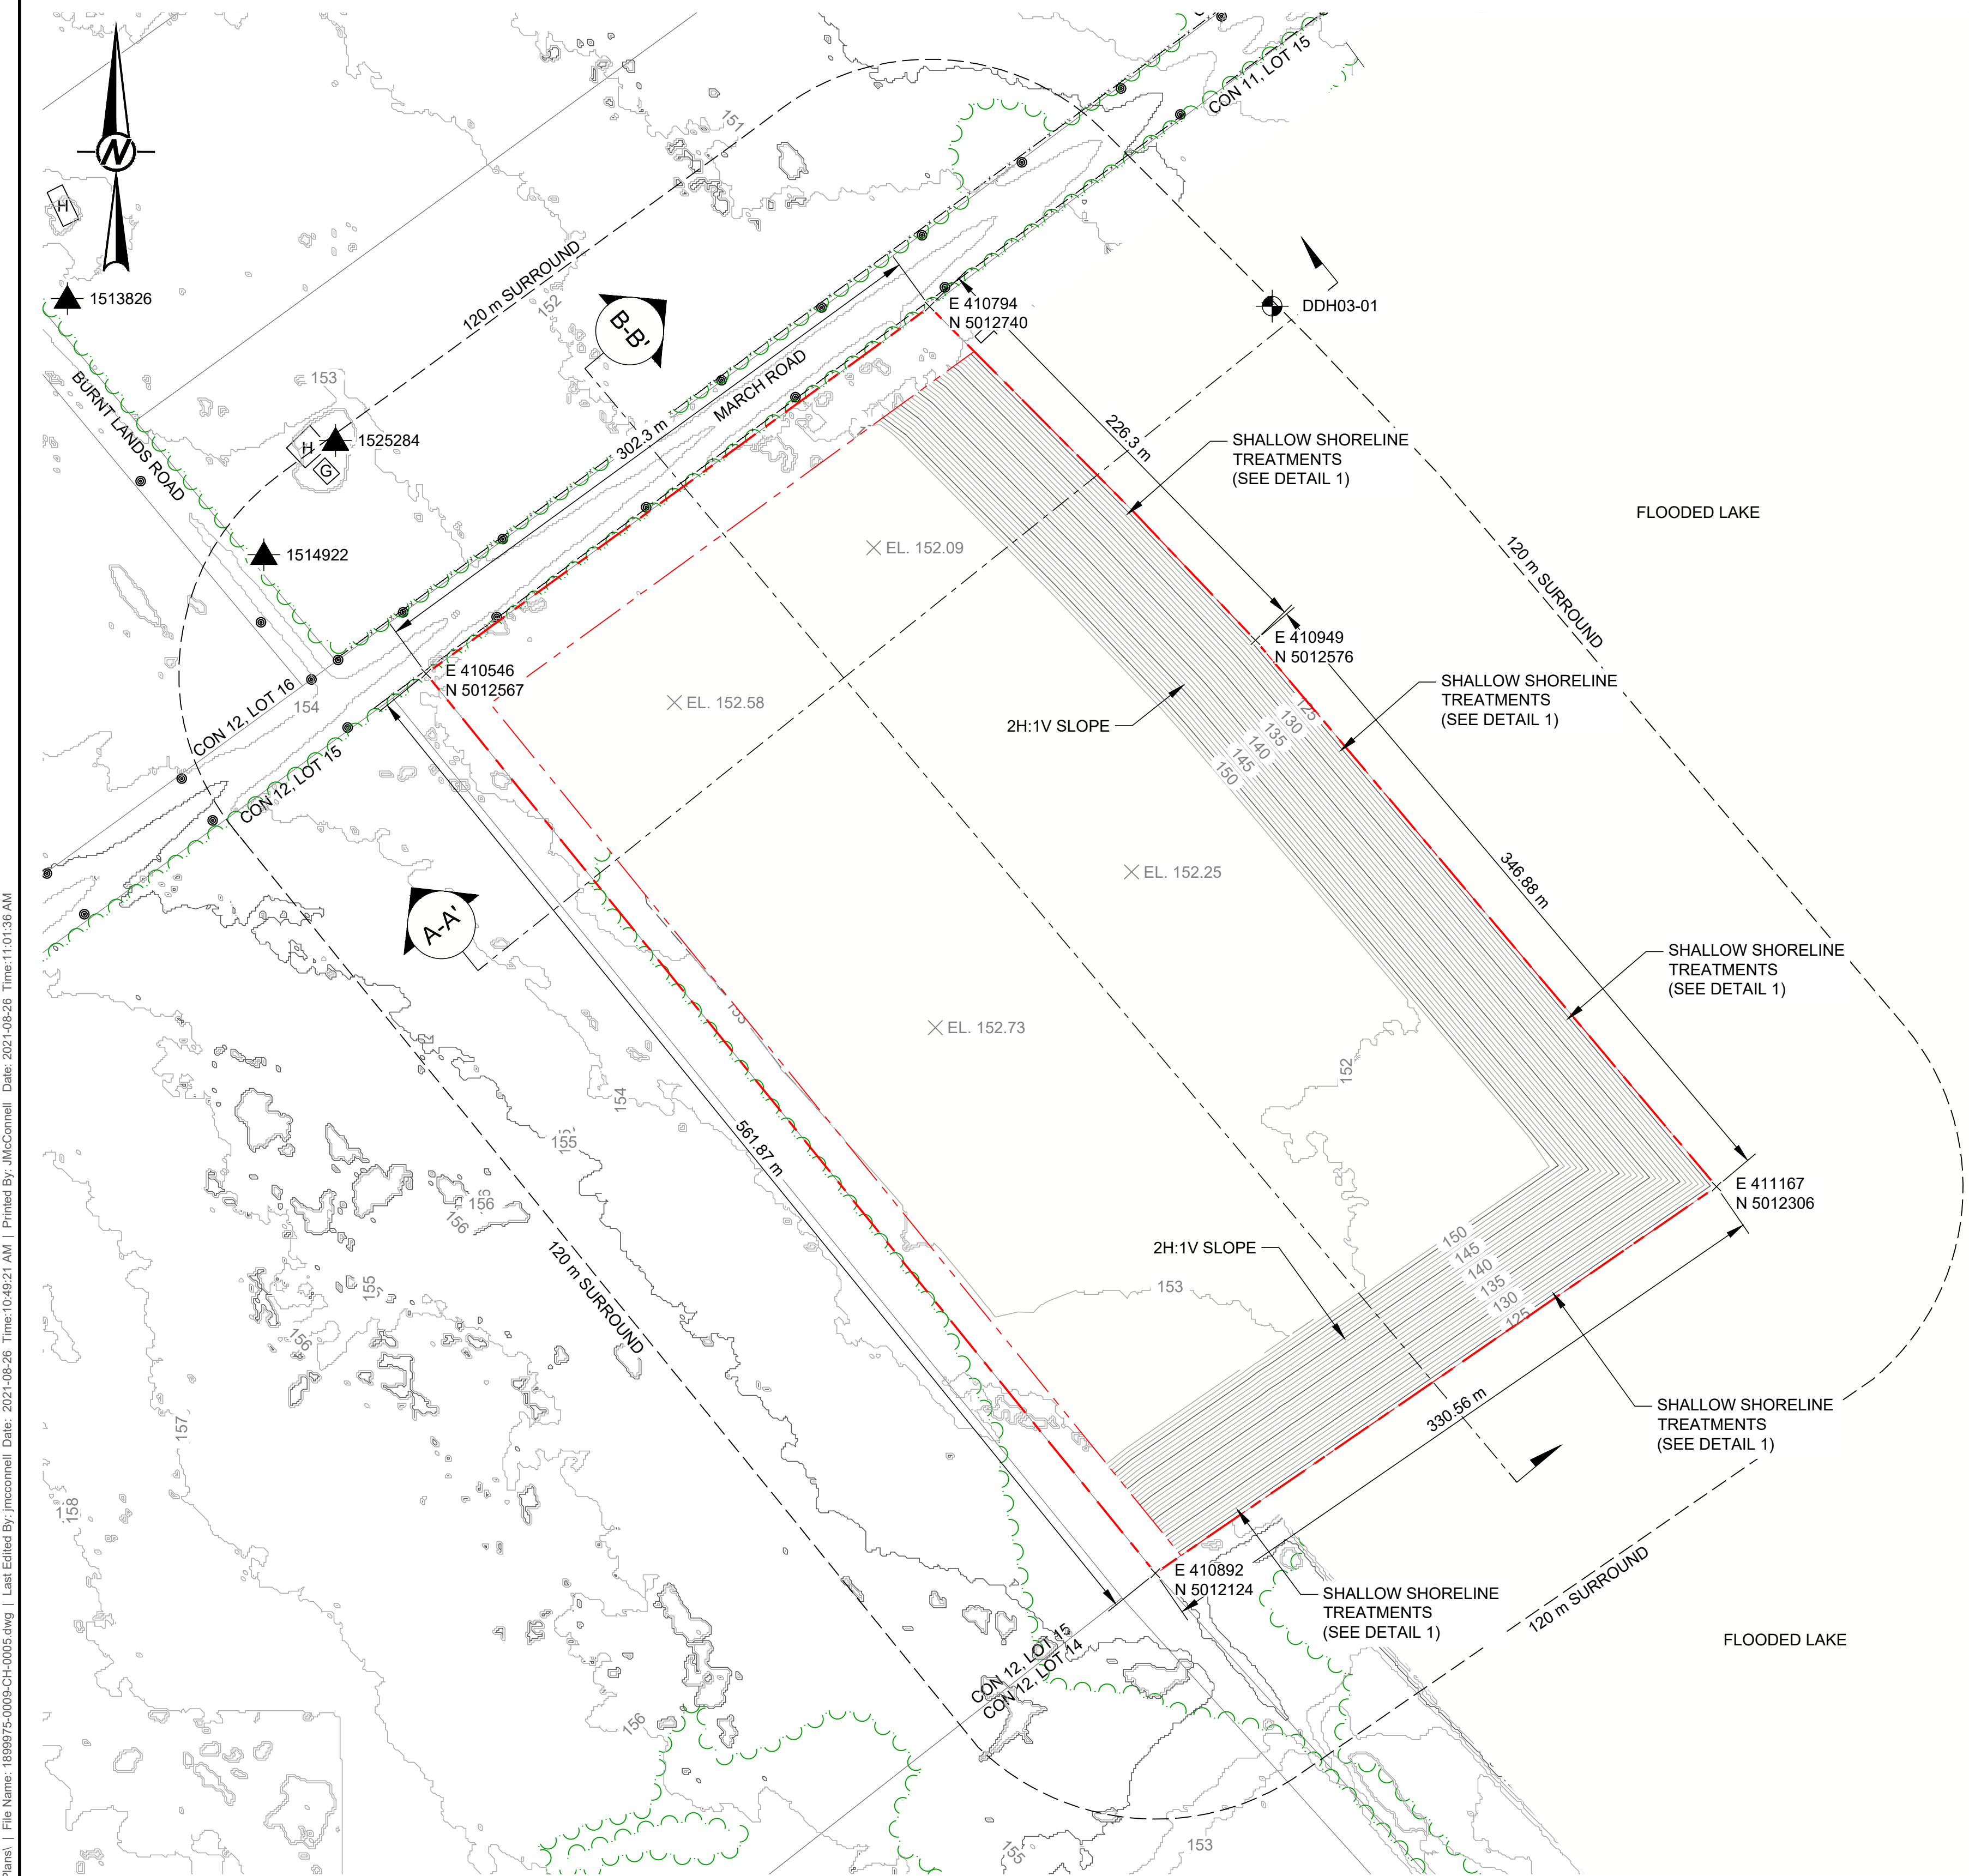 CON 11, LOT 15
151
N
H
120 m SURROUND
152
1513826
B-B'
E 410794
N 5012740
DDH03-01
MARCH ROAD
302.3 m
153
BURNT LANDS ROAD
H
1525284
G
226.3 m
SHALLOW SHORELINE
TREATMENTS
(SEE DETAIL 1)
FLOODED LAKE
1514922
EL. 152.09
120 m SURROUND
E 410949
N 5012576
E 410546
N 5012567
SHALLOW SHORELINE
TREATMENTS
(SEE DETAIL 1)
CON 12, LOT 16
154
EL. 152.58
2H:1V SLOPE
125
130
135
140
145
150
CON 12, LOT 15
346.88 m
EL. 152.25
A-A'
SHALLOW SHORELINE
TREATMENTS
(SEE DETAIL 1)
EL. 152.73
152
154
155
561.87 m
E 411167
N 5012306
156
156
150
145
140
135
130
125
2H:1V SLOPE
153
155
156
120 m SURROUND
SHALLOW SHORELINE
TREATMENTS
(SEE DETAIL 1)
330.56 m
157
158
E 410892
N 5012124
120 m SURROUND
SHALLOW SHORELINE
TREATMENTS
(SEE DETAIL 1)
FLOODED LAKE
CON 12, LOT 15
CON 12, LOT 14
156
155
153
Plans\ | File Name: 18999975-0009-CH-0005.dwg | Last Edited By: jmcconnell Date: 2021-08-26 Time:10:49:21 AM | Printed By: JMcConnell Date: 2021-08-26 Time:11:01:36 AM